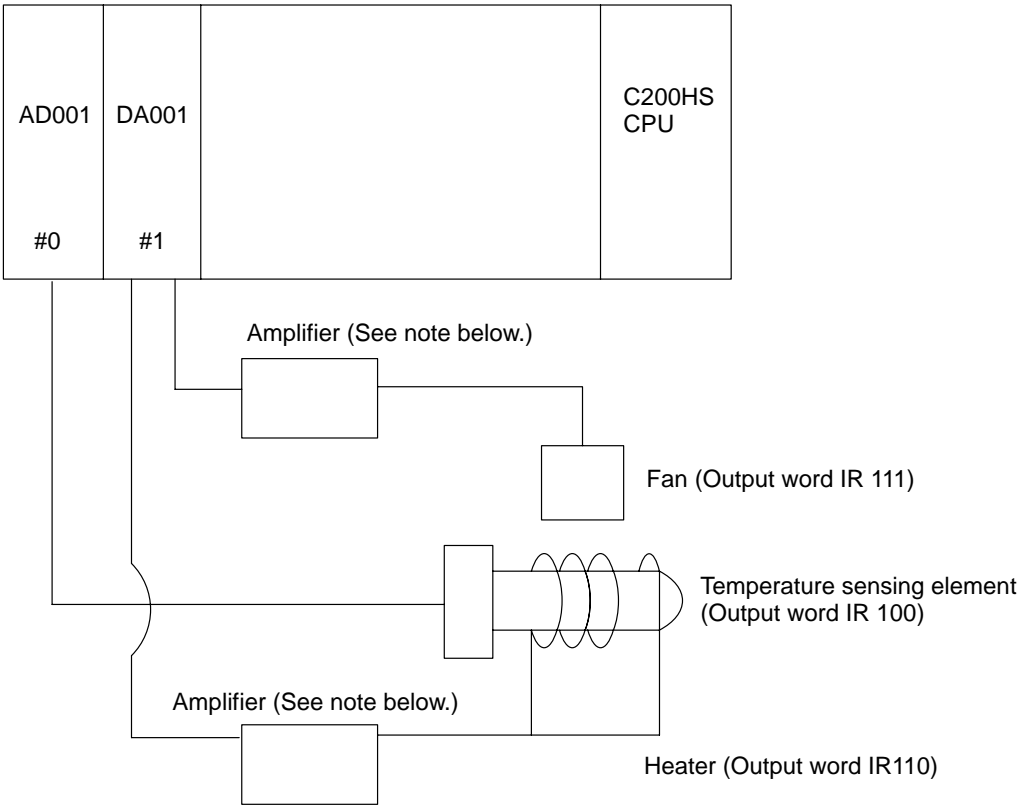 AD001
DA001
C200HS
CPU
#0
#1
Amplifier (See note below.)
Fan (Output word IR 111)
Temperature sensing element
(Output word IR 100)
Amplifier (See note below.)
Heater (Output word IR110)